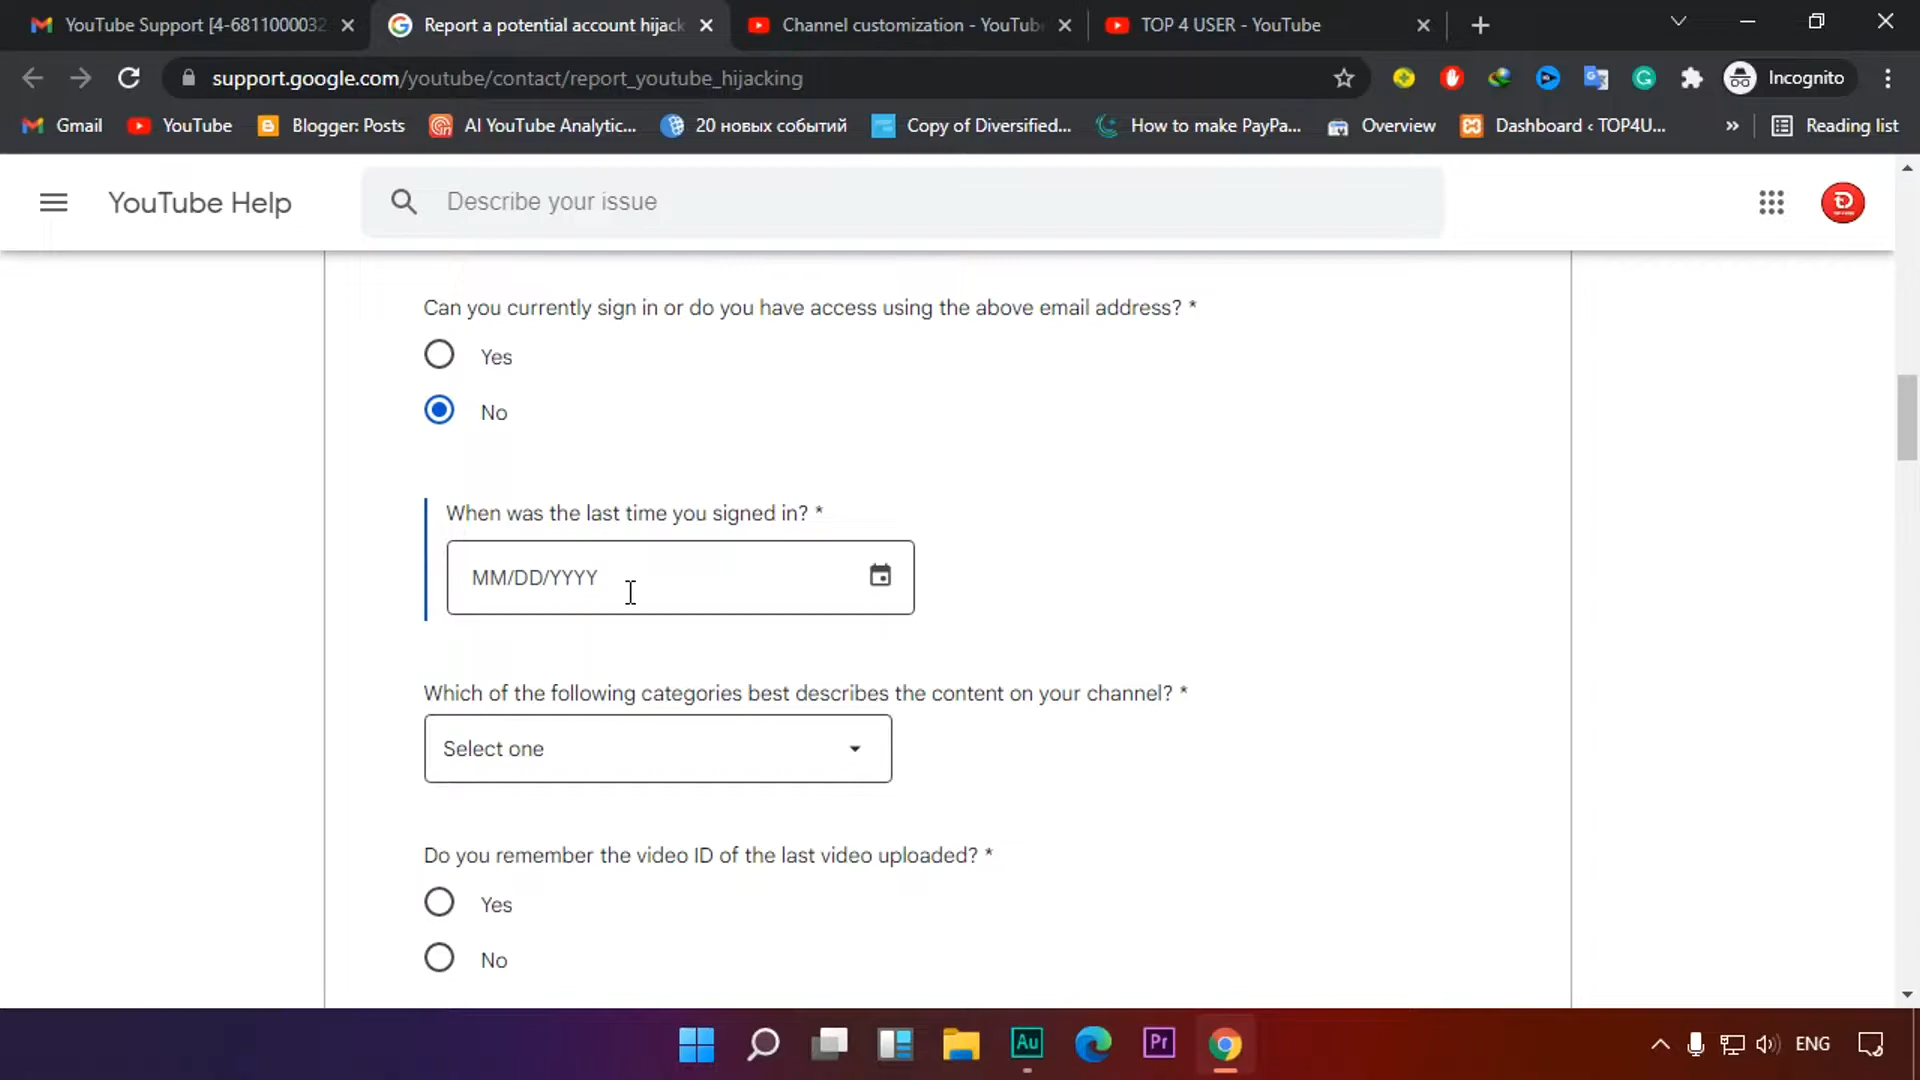 YouTube Support [4-6811000032
Report a potential account hijack
Channel customization - YouTub
TOP 4 USER - YouTube
support.google.com/youtube/contact/report_youtube_hijacking
Incognito
Gmail
YouTube
Blogger: Posts
AI YouTube Analytic...
20 новых событий
Copy of Diversified...
How to make PayPa...
Overview
Dashboard ‹ TOP4U...
»
Reading list
YouTube Help
Describe your issue
Can you currently sign in or do you have access using the above email address? *
Yes
No
When was the last time you signed in? *
MM/DD/YYYY
Which of the following categories best describes the content on your channel? *
Select one
Do you remember the video ID of the last video uploaded? *
Yes
No
Au
Pr
ENG